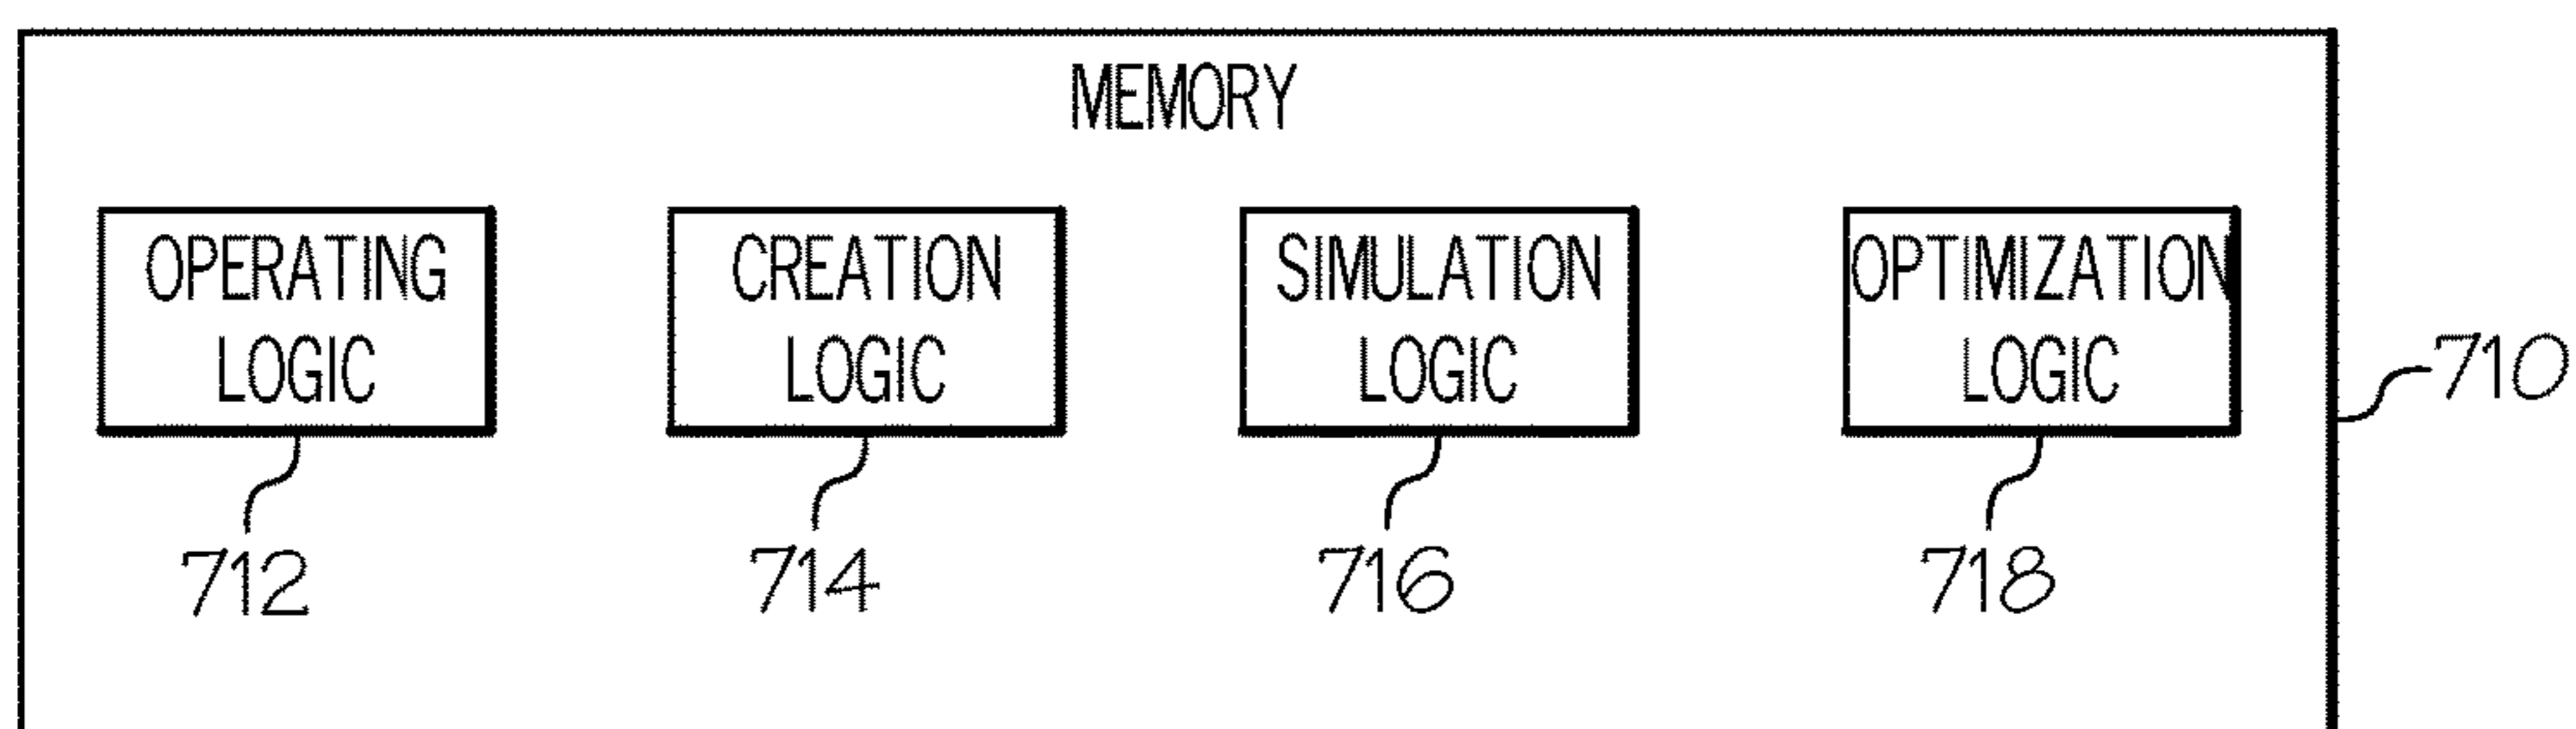 MEMORY
OPERATING
LOGIC
CREATION
LOGIC
SIMULATION
LOGIC
OPTIMIZATION
LOGIC
710
712
714
716
718